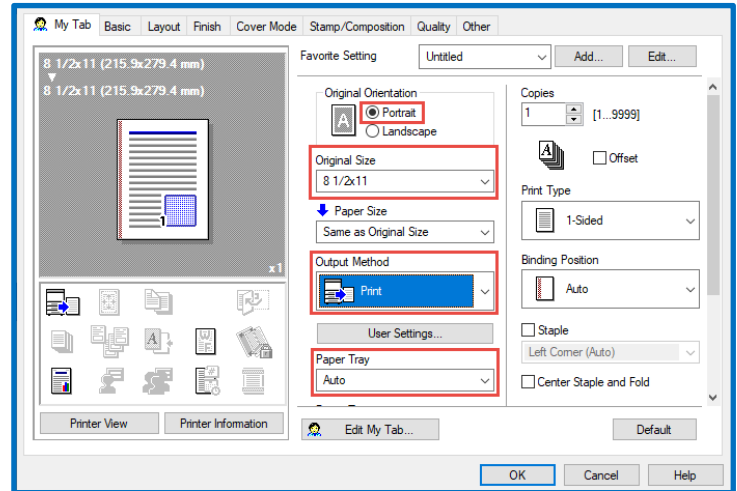 My Tab Basic Layout Finish Cover Mode Stamp/Composition Quality Other
8 1/2x11 (215.9x279.4 mm)
8 1/2x11 (215.9x279.4 mm)
1
x1
Printer View Printer Information
Favorite Setting Untitled Add... Edit...
Original Orientation
A
Portrait
Landscape
Original Size
8 1/2x11
Paper Size
Same as Original Size
Output Method
Print
User Settings...
Paper Tray
Auto
Edit My Tab...
Copies
1 [1...9999]
Offset
Print Type
1-Sided
Binding Position
Auto
Staple
Left Corner (Auto)
Center Staple and Fold
Default
OK Cancel Help